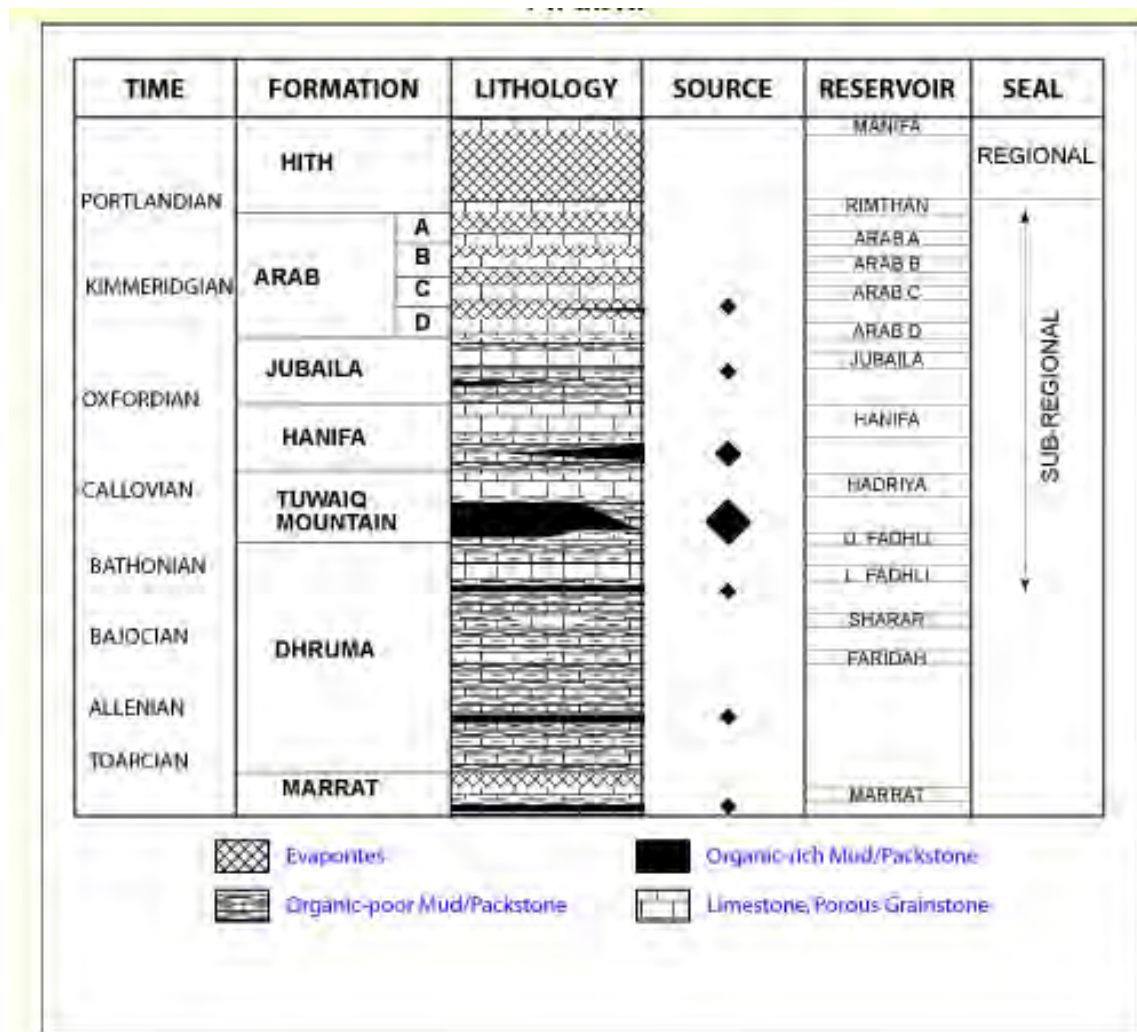 TIME FORMATION LITHOLOGY SOURCE RESERVOIR SEAL
MANIFA
HITH
REGIONAL
PORTLANDIAN
RIMTHAN
A
ARAB A
B
ARAB B
KIMMERIDGIAN
ARAB
C
ARAB C
D
ARAB D
JUBAILA
JUBAILA
OXFORDIAN
HANIFA
HANIFA
SUB-REGIONAL
CALLOVIAN
HADRIYA
TUWAIQ
MOUNTAIN
U. FADHLI
BATHONIAN
L. FADHLI
SHARAR
BAJOCIAN
DHRUMA
FARIDAH
ALLENIAN
TOARCIAN
MARRAT
MARRAT
Evaporites
Organic-rich Mud/Packstone
Organic-poor Mud/Packstone
Limestone, Porous Grainstone